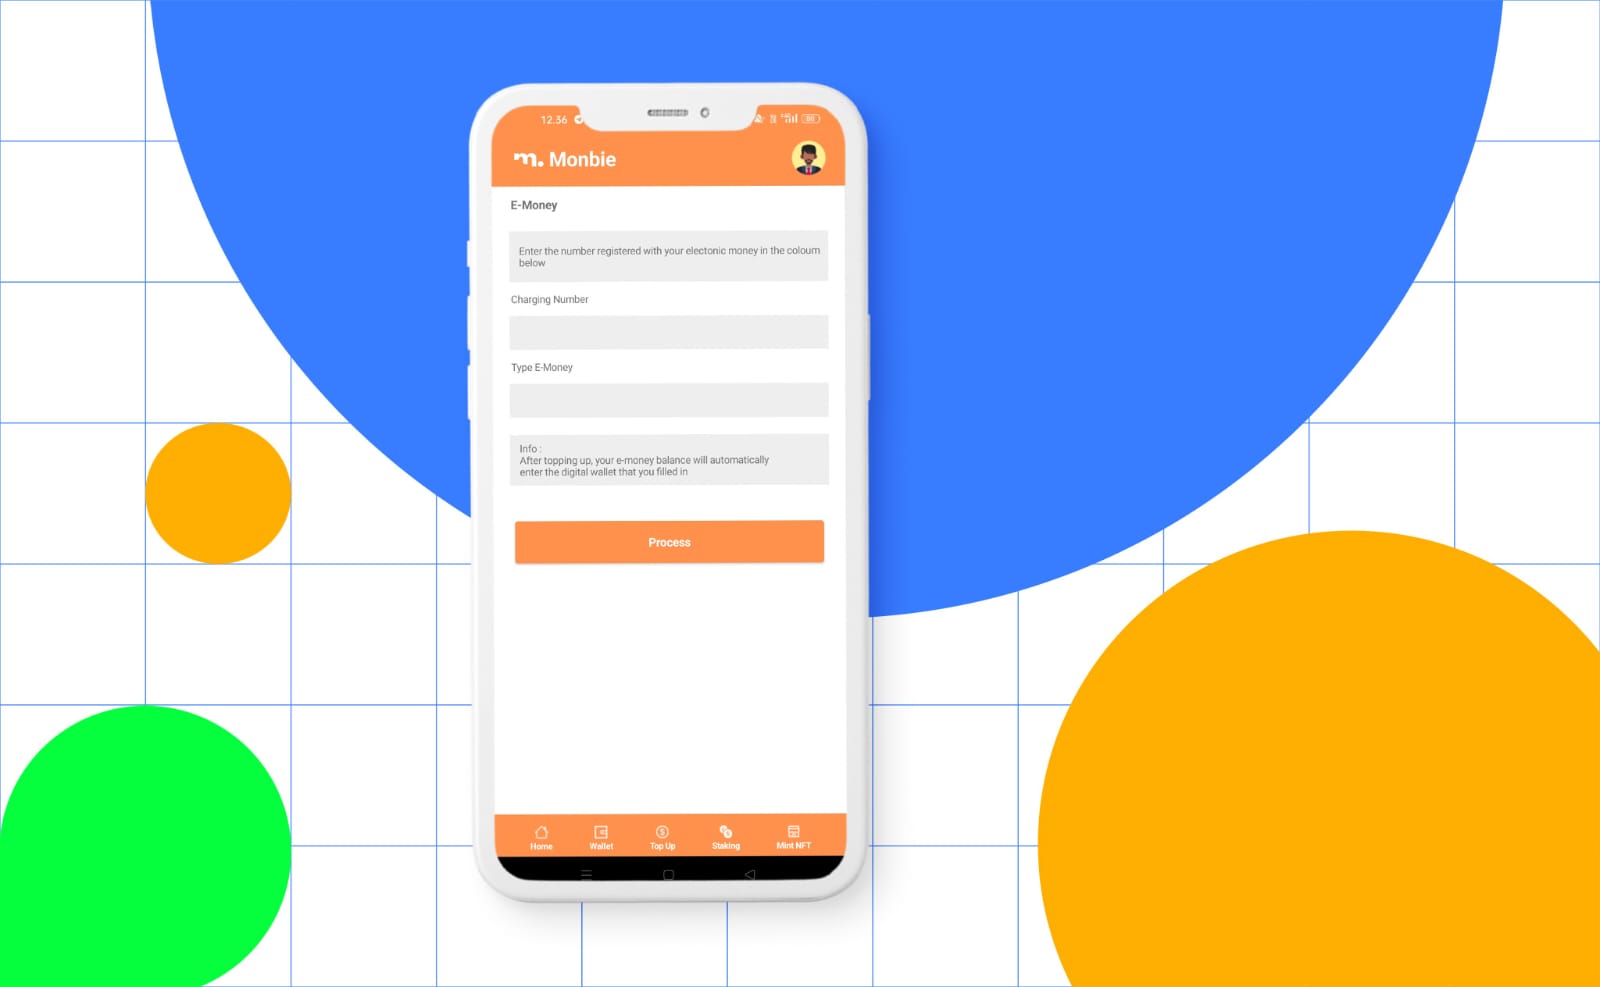 12.36
m. Monbie
E-Money
Enter the number registered with your electonic money in the coloum
below
Charging Number
Type E-Money
Info :
After topping up, your e-money balance will automatically
enter the digital wallet that you filled in
Process
Home
Wallet
Top Up
Staking
Mint NFT